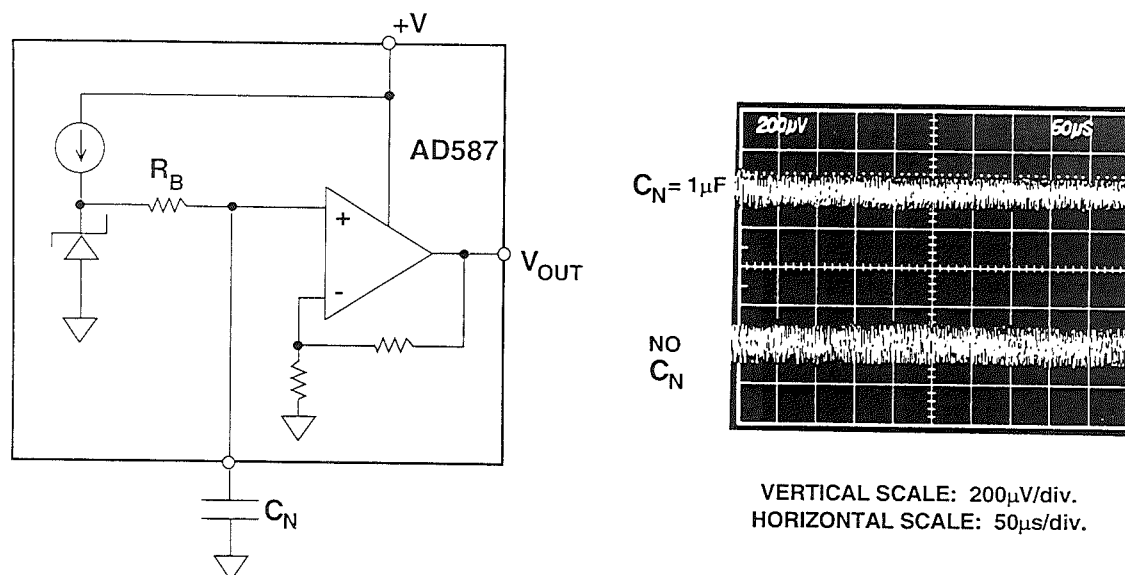 +V
AD587
R_B
+
-
V_OUT
C_N
200μV 50μS
C_N = 1μF
NO
C_N
VERTICAL SCALE: 200μV/div.
HORIZONTAL SCALE: 50μs/div.